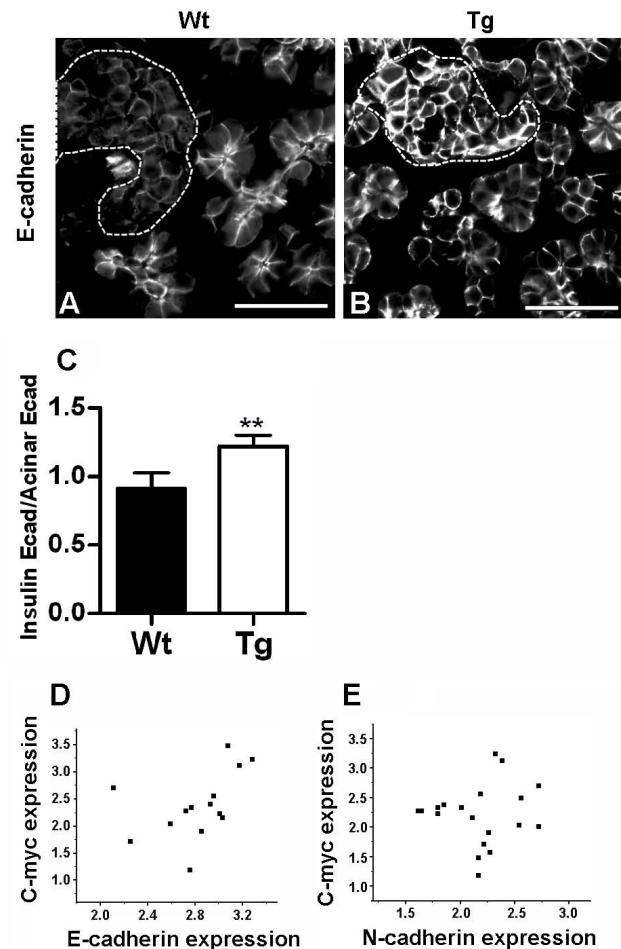 Wt
Tg
E-cadherin
A
B
C
Insulin Ecad/Acinar Ecad
1.5
1.0
0.5
0.0
**
Wt
Tg
D
C-myc expression
3.5
3.0
2.5
2.0
1.5
1.0
2.0
2.4
2.8
3.2
E-cadherin expression
E
C-myc expression
3.5
3.0
2.5
2.0
1.5
1.0
1.5
2.0
2.5
3.0
N-cadherin expression